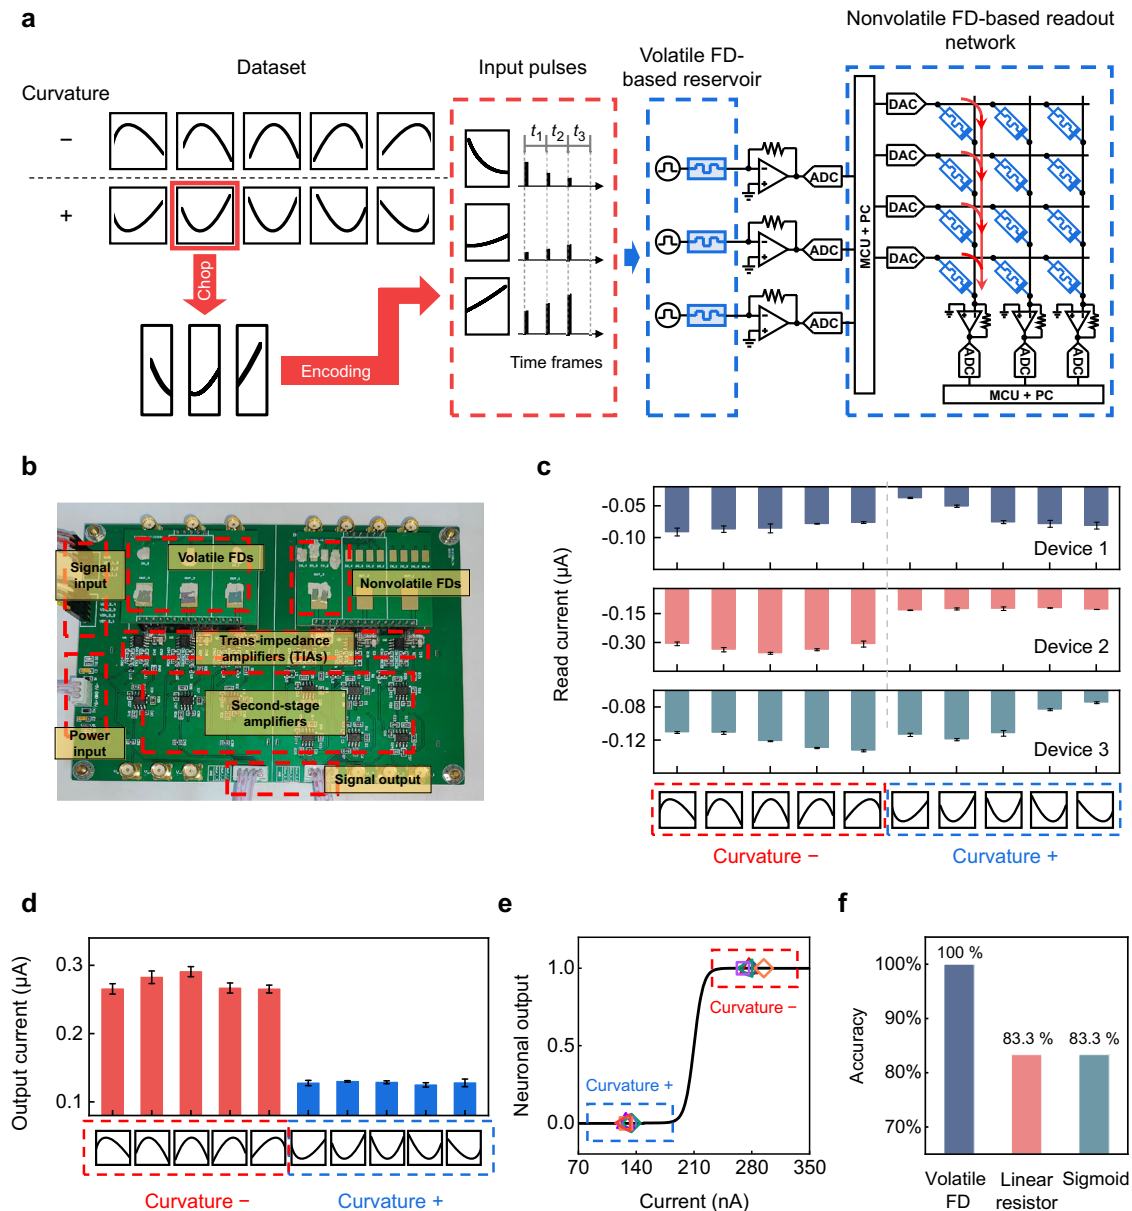 a
Nonvolatile FD-based readout
network
Volatile FD-
based reservoir
Dataset
Input pulses
Curvature
−
+
t1 t2 t3
Chop
Encoding
Time frames
ADC
ADC
ADC
MCU + PC
DAC
DAC
DAC
DAC
ADC
ADC
ADC
MCU + PC
b
Signal
input
Volatile FDs
Nonvolatile FDs
Trans-impedance
amplifiers (TIAs)
Second-stage
amplifiers
Power
input
Signal output
c
Read current (μA)
-0.05
-0.10
Device 1
-0.15
-0.30
Device 2
-0.08
-0.12
Device 3
Curvature −
Curvature +
d
Output current (μA)
0.3
0.2
0.1
Curvature −
Curvature +
e
Neuronal output
1.0
0.5
0.0
Curvature −
Curvature +
70 140 210 280 350
Current (nA)
f
Accuracy
100%
90%
80%
70%
100 %
83.3 %
83.3 %
Volatile
FD
Linear
resistor
Sigmoid